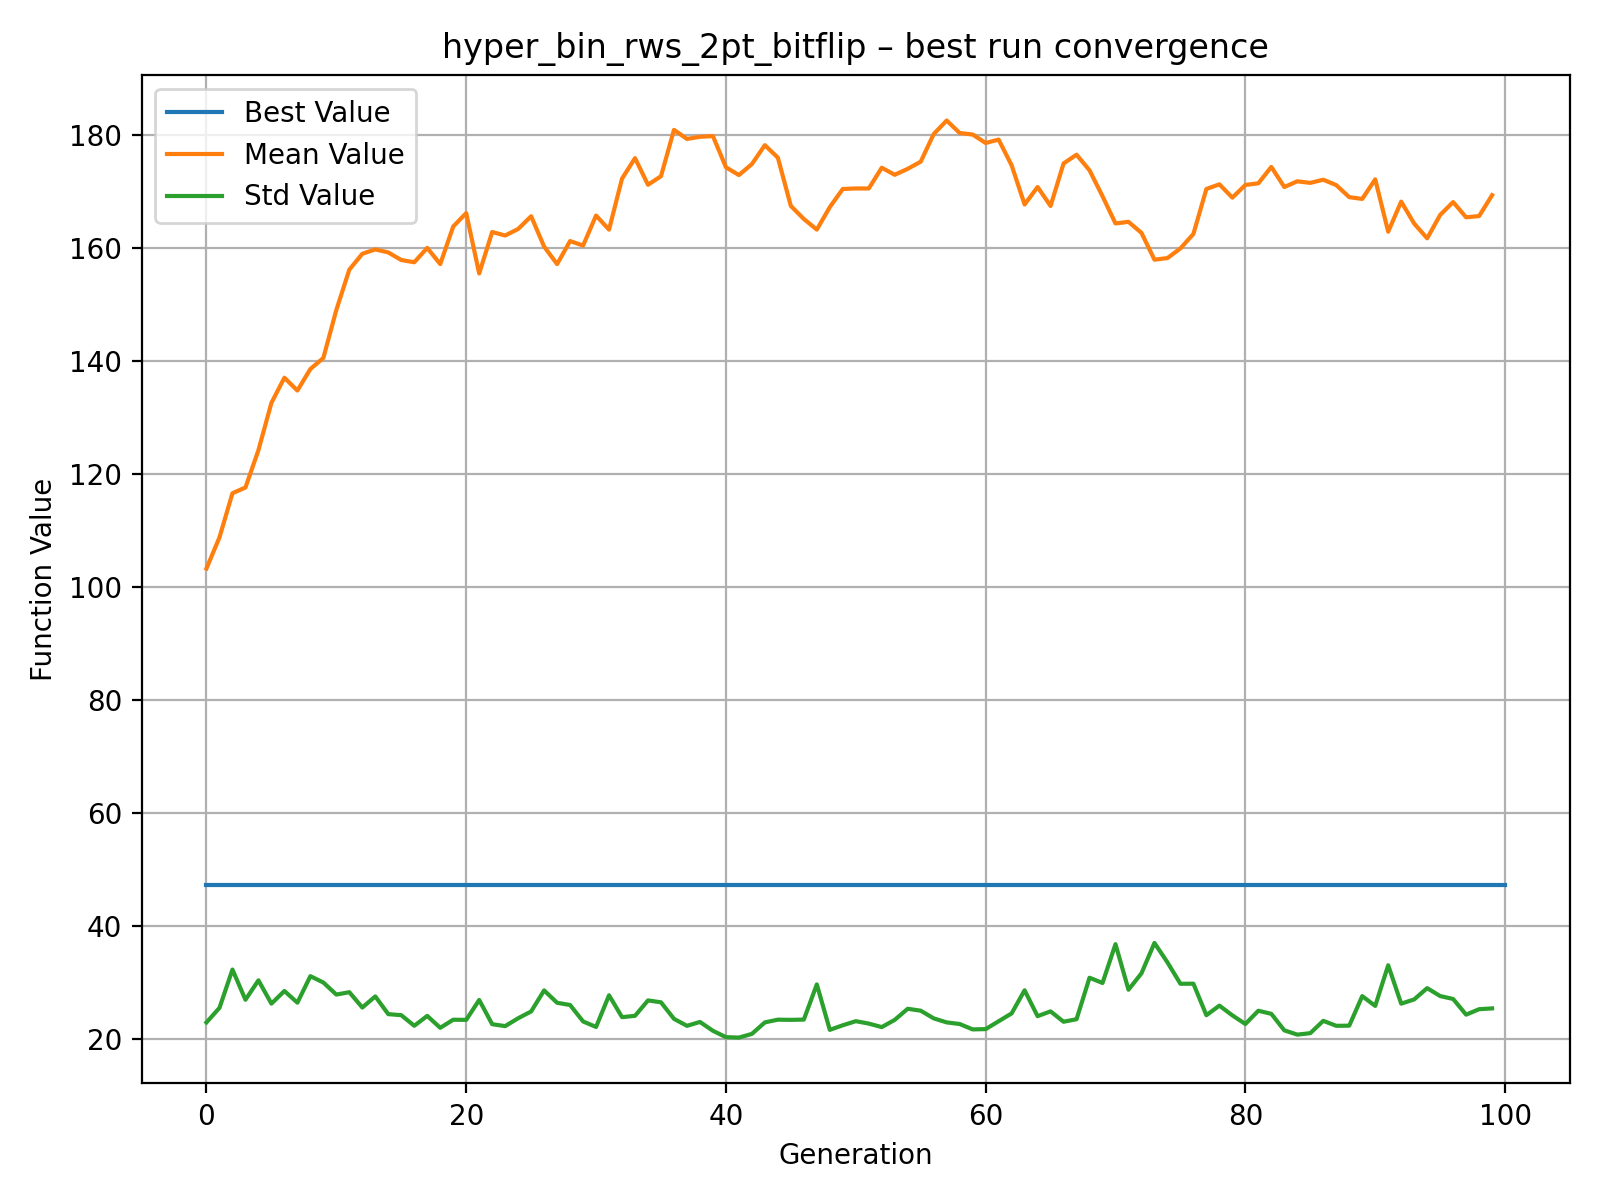 hyper_bin_rws_2pt_bitflip – best run convergence
Best Value
Mean Value
Std Value
Function Value
180
160
140
120
100
80
60
40
20
0 20 40 60 80 100
Generation